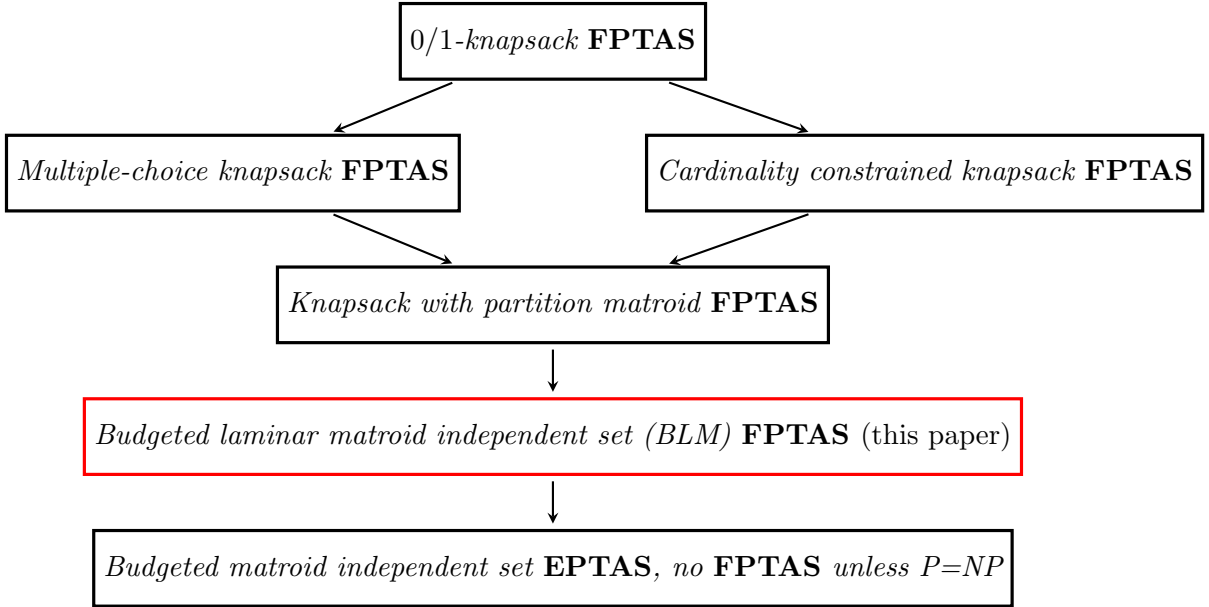 0/1-knapsack FPTAS
Multiple-choice knapsack FPTAS
Cardinality constrained knapsack FPTAS
Knapsack with partition matroid FPTAS
Budgeted laminar matroid independent set (BLM) FPTAS (this paper)
Budgeted matroid independent set EPTAS, no FPTAS unless P=NP